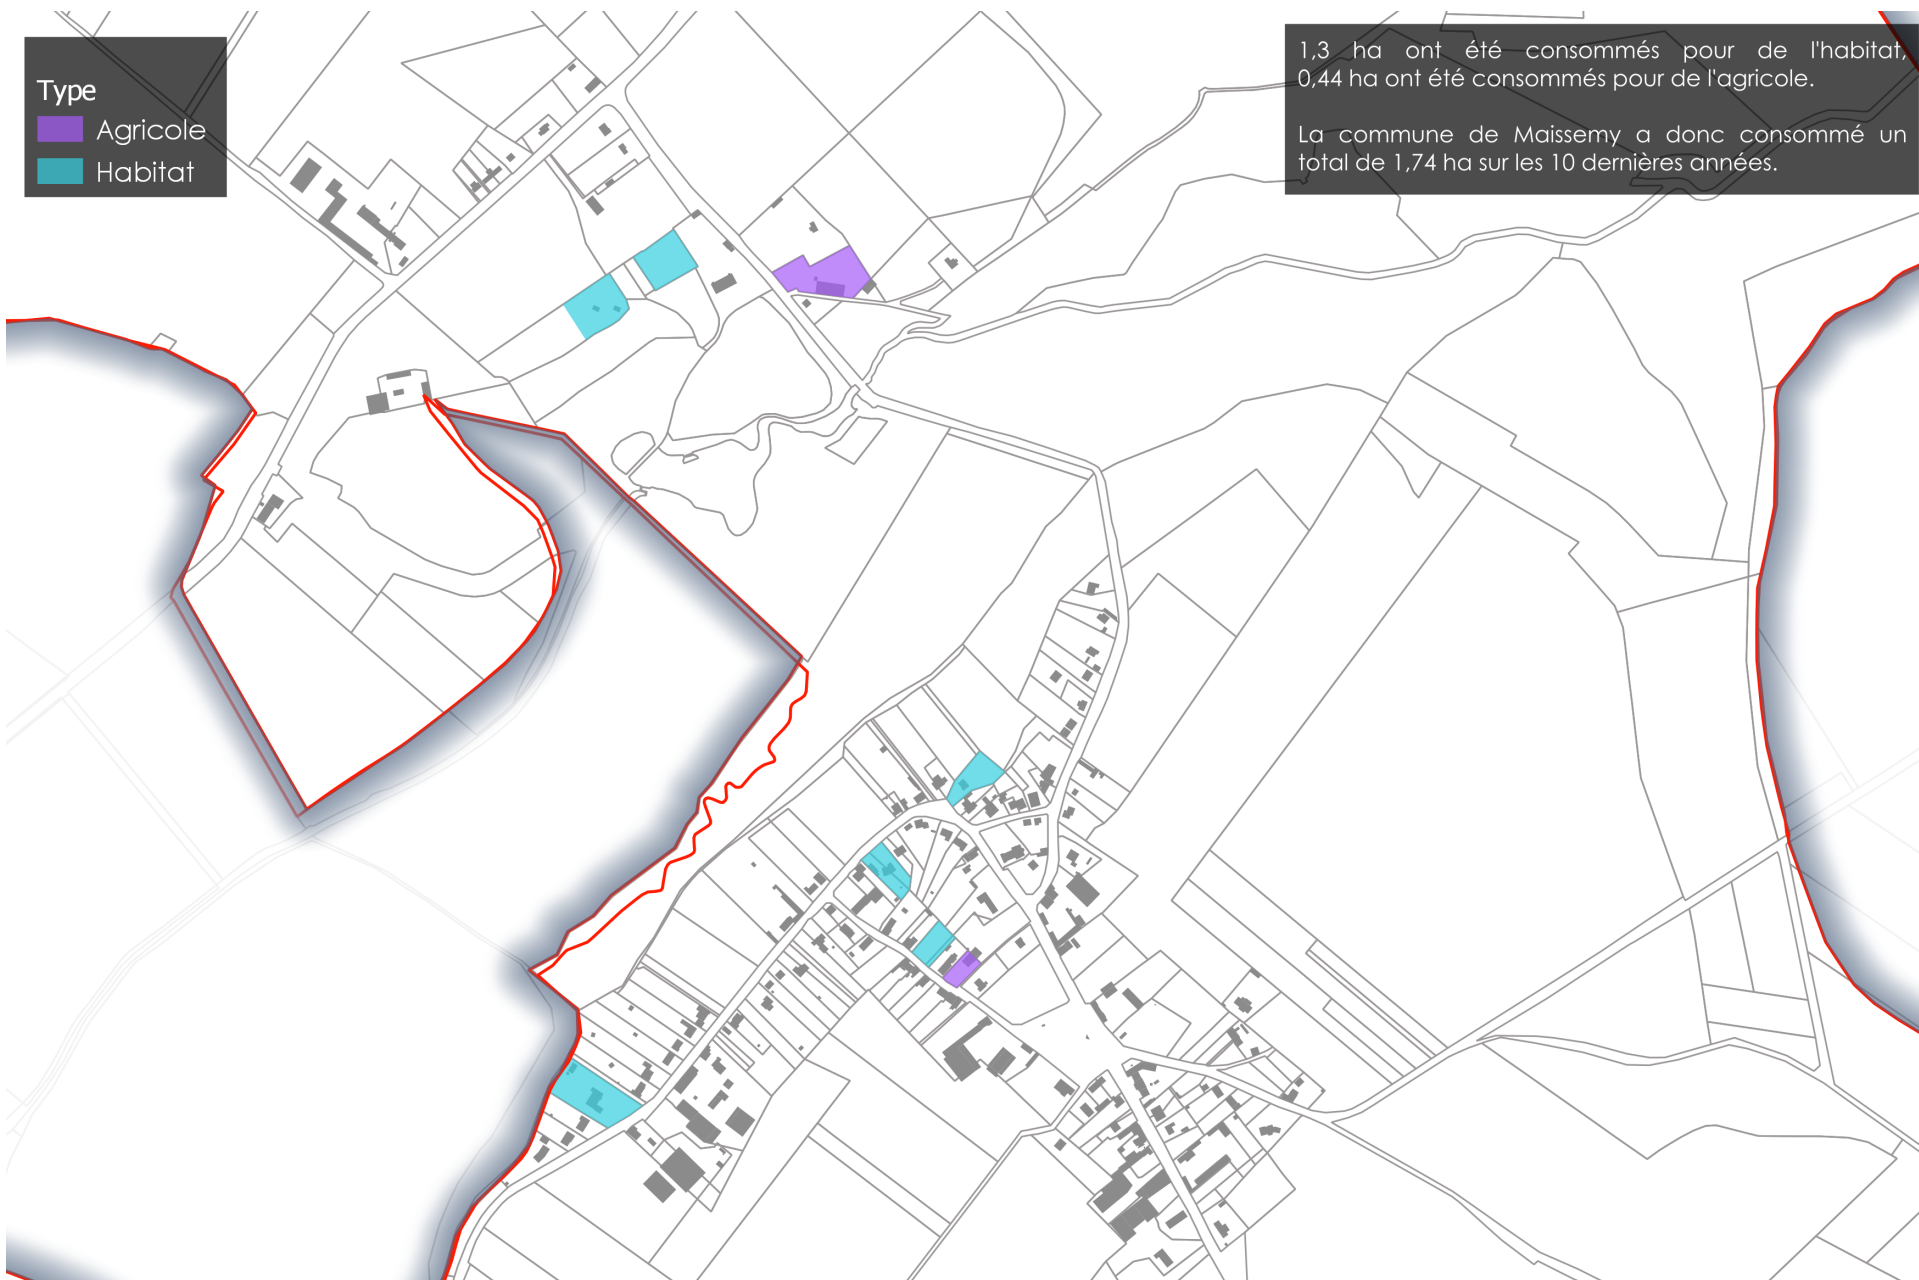 Type
Agricole
Habitat
1,3 ha ont été consommés pour de l'habitat,
0,44 ha ont été consommés pour de l'agricole.
La commune de Maissemy a donc consommé un
total de 1,74 ha sur les 10 dernières années.